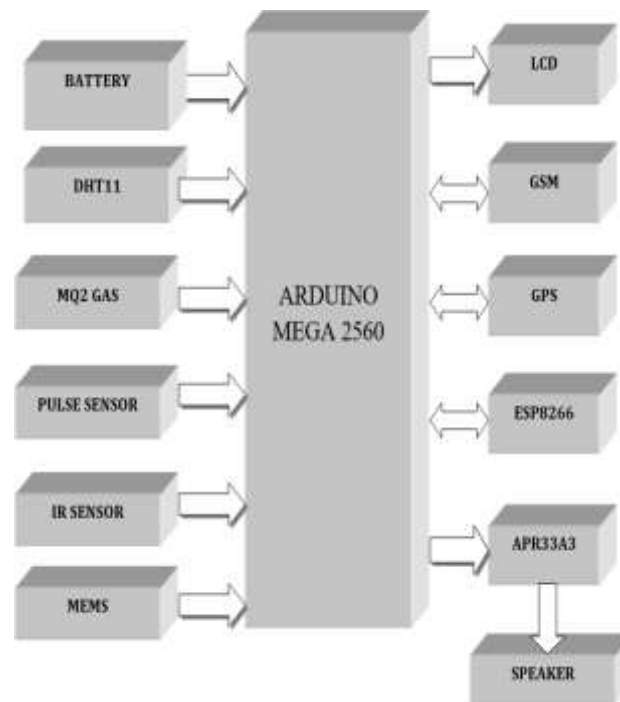 BATTERY
DHT11
MQ2 GAS
PULSE SENSOR
IR SENSOR
MEMS
ARDUINO
MEGA 2560
LCD
GSM
GPS
ESP8266
APR33A3
SPEAKER